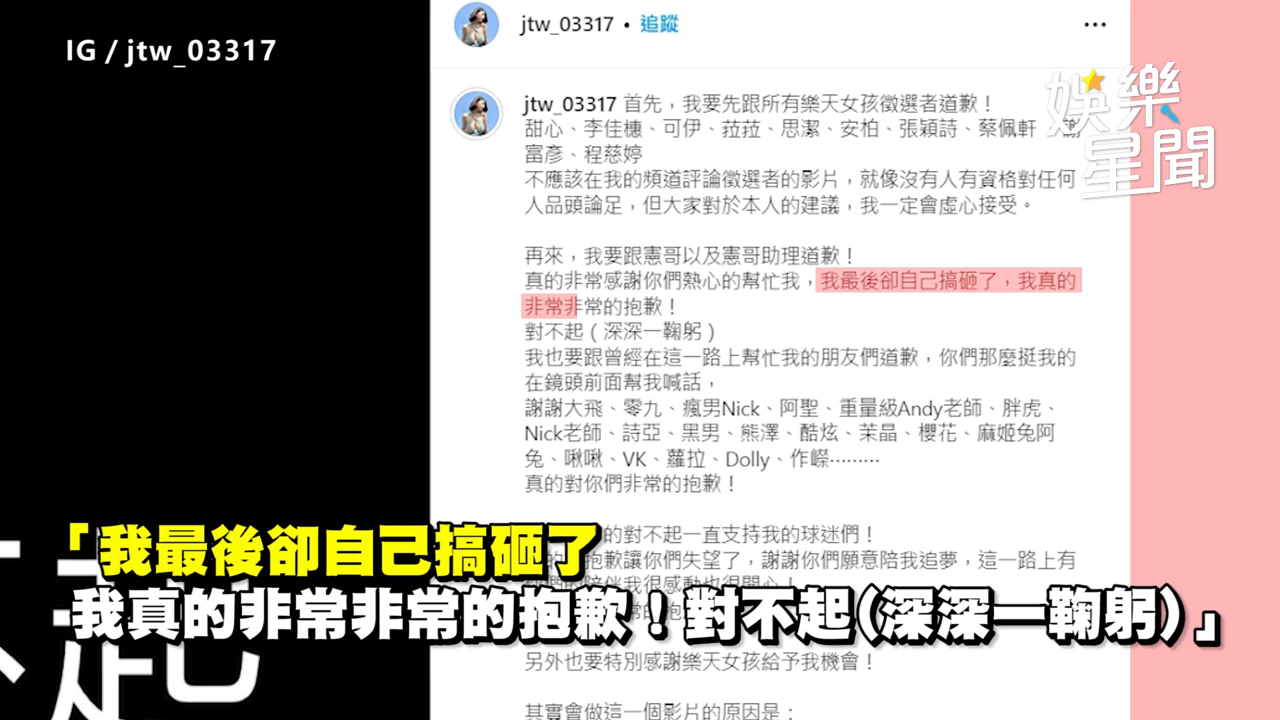 IG / jtw_03317
jtw_03317 • 追蹤
娛樂
星聞
jtw_03317 首先，我要先跟所有樂天女孩徵選者道歉！
甜心、李佳橞、可伊、菈菈、思潔、安柏、張穎詩、蔡佩軒
富彥、程慈婷
不應該在我的頻道評論徵選者的影片，就像沒有人有資格對任何
人品頭論足，但大家對於本人的建議，我一定會虛心接受。
再來，我要跟憲哥以及憲哥助理道歉！
真的非常感謝你們熱心的幫忙我，我最後卻自己搞砸了，我真的
非常非常的抱歉！
對不起（深深一鞠躬）
我也要跟曾經在這一路上幫忙我的朋友們道歉，你們那麼挺我的
在鏡頭前面幫我喊話，
謝謝大飛、零九、瘋男Nick、阿聖、重量級Andy老師、胖虎、
Nick老師、詩亞、黑男、熊澤、酷炫、茉晶、櫻花、麻姬兔阿
兔、啾啾、VK、蘿拉、Dolly、作嶸………
真的對你們非常的抱歉！
的對不起一直支持我的球迷們！
抱歉讓你們失望了，謝謝你們願意陪我追夢，這一路上有
的陪伴我很感動也很開心！
「我最後卻自己搞砸了
我真的非常非常的抱歉！對不起（深深一鞠躬）」
另外也要特別感謝樂天女孩給予我機會！
其實會做這一個影片的原因是：